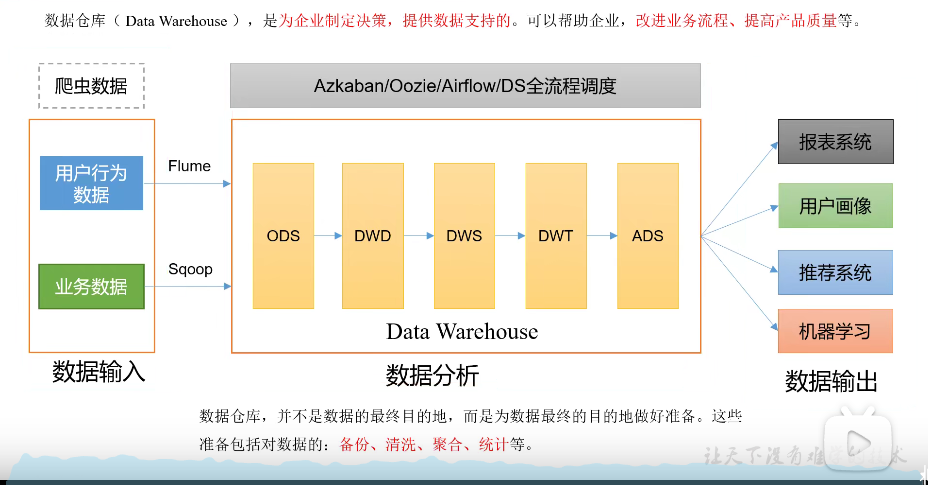 数据仓库（ Data Warehouse ），是为企业制定决策，提供数据支持的。可以帮助企业，改进业务流程、提高产品质量等。
爬虫数据
Azkaban/Oozie/Airflow/DS全流程调度
用户行为
数据
Flume
业务数据
Sqoop
ODS
DWD
DWS
DWT
ADS
Data Warehouse
报表系统
用户画像
推荐系统
机器学习
数据输入
数据分析
数据输出
数据仓库，并不是数据的最终目的地，而是为数据最终的目的地做好准备。这些
准备包括对数据的：备份、清洗、聚合、统计等。
让天下没有难
技术